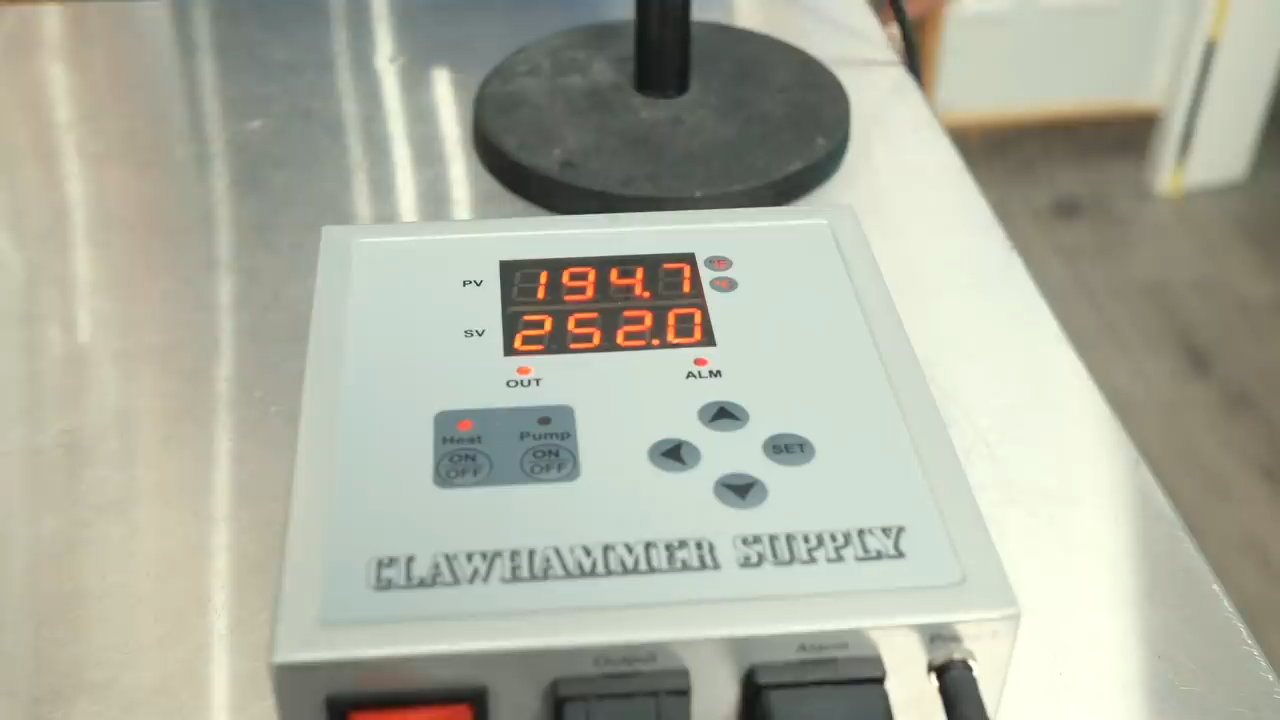 PV 194.7 °F
SV 252.0 °C
OUT ALM
Heat Pump
ON OFF ON OFF
SET
CLAWHAMMER SUPPLY
Output Alarm